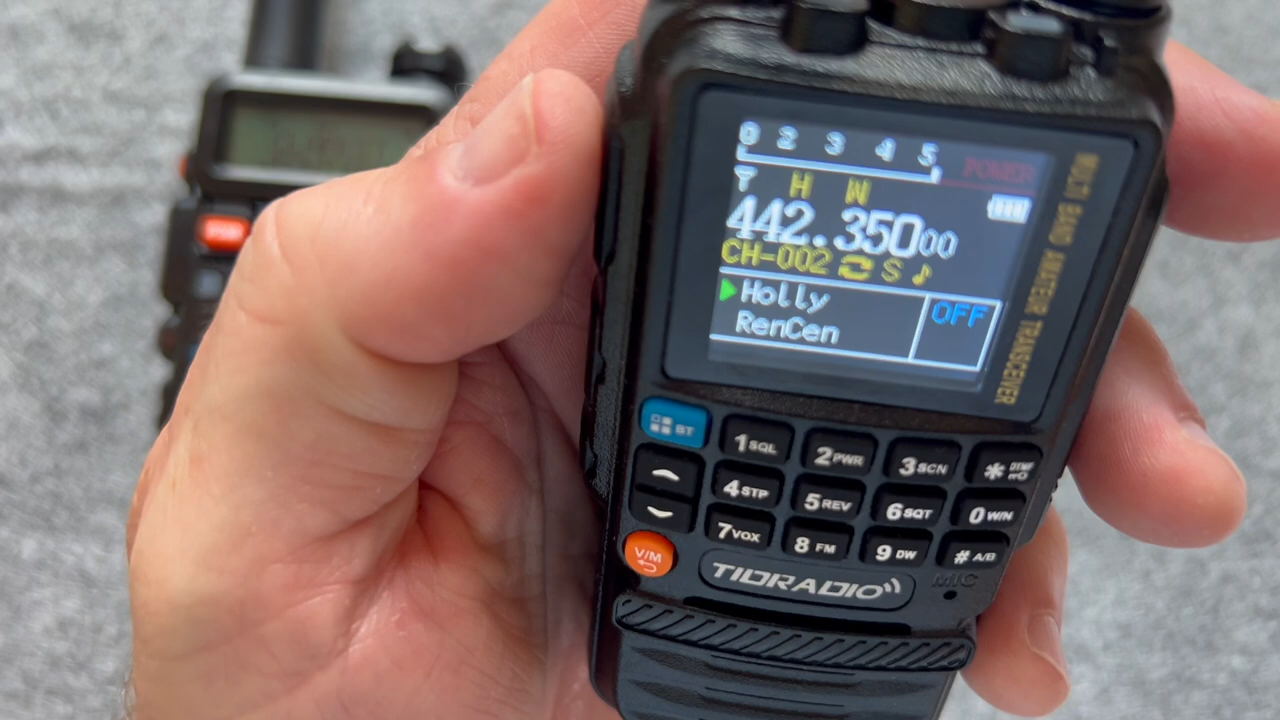 0 2 3 4 5 POWER
H W
442.35000
CH-002 S
Holly OFF
RenCen
MULTI BAND AMATEUR TRANSCEIVER
BT 1SQL 2PWR 3SCN * DTMF
4STP 5REV 6SQT 0W/N
7VOX 8FM 9DW # A/B
V/M
TIDRADIO
MIC